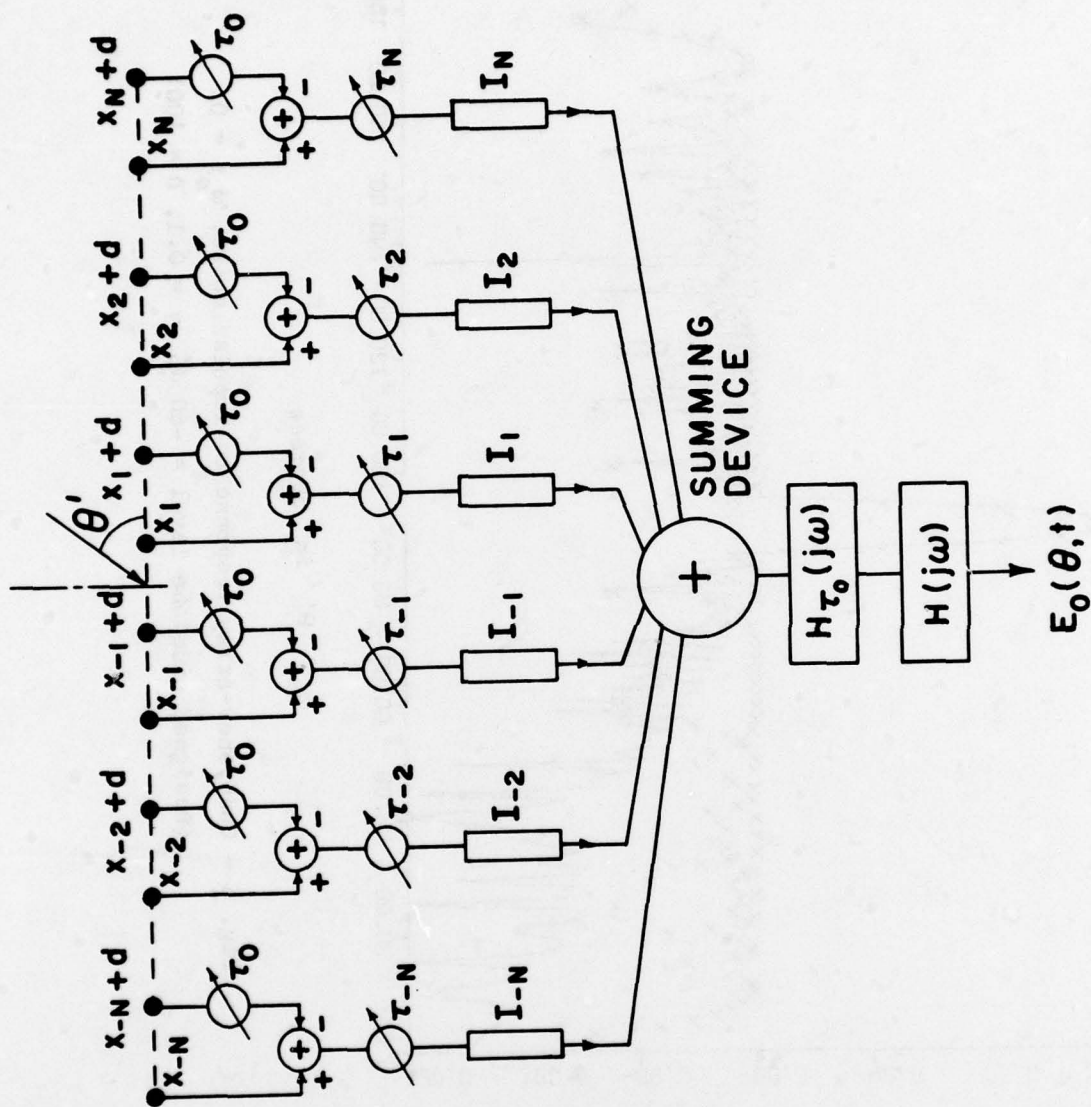 X-N X-N+d X-2 X-2+d X-1 X-1+d θ' X1 X1+d X2 X2+d XN XN+d
τ0 τ0 τ0 τ0 τ0 τ0
+ + - + + - + + - + + - + + - + + -
τ-N τ-2 τ-1 τ1 τ2 τN
I-N I-2 I-1 I1 I2 IN
+
SUMMING
DEVICE
Hτ0(jω)
H(jω)
E0(θ,t)